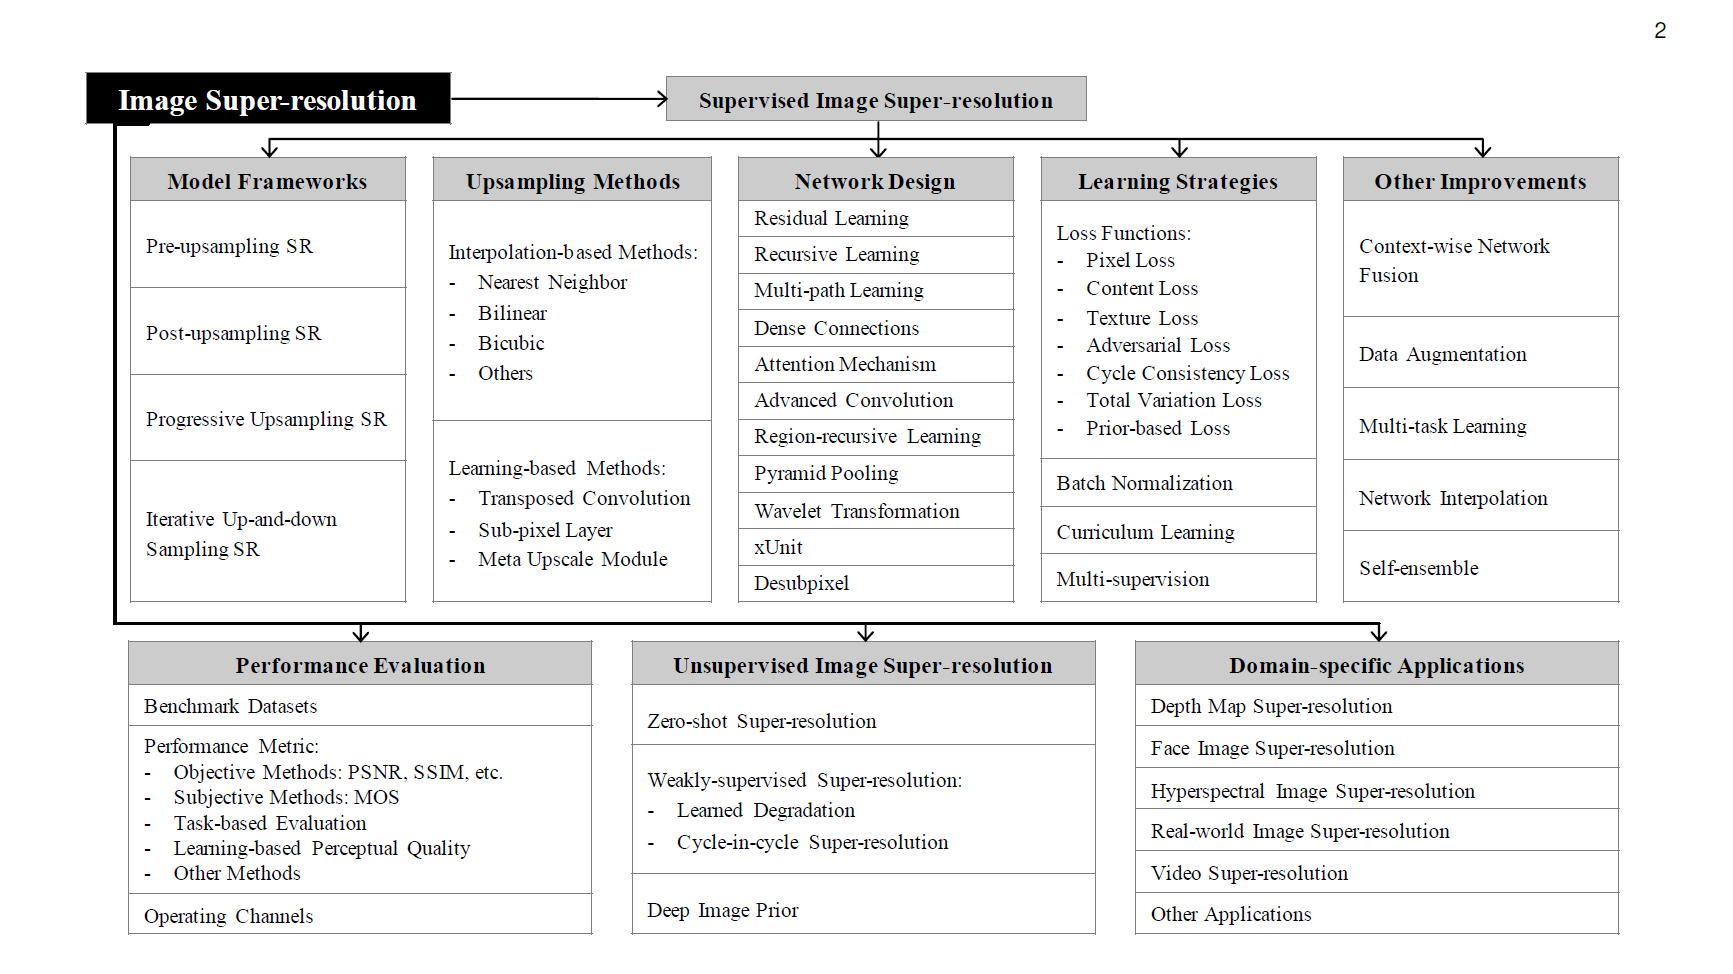 2
Image Super-resolution
Supervised Image Super-resolution
Model Frameworks
Pre-upsampling SR
Post-upsampling SR
Progressive Upsampling SR
Iterative Up-and-down
Sampling SR
Upsampling Methods
Interpolation-based Methods:
- Nearest Neighbor
- Bilinear
- Bicubic
- Others
Learning-based Methods:
- Transposed Convolution
- Sub-pixel Layer
- Meta Upscale Module
Network Design
Residual Learning
Recursive Learning
Multi-path Learning
Dense Connections
Attention Mechanism
Advanced Convolution
Region-recursive Learning
Pyramid Pooling
Wavelet Transformation
xUnit
Desubpixel
Learning Strategies
Loss Functions:
- Pixel Loss
- Content Loss
- Texture Loss
- Adversarial Loss
- Cycle Consistency Loss
- Total Variation Loss
- Prior-based Loss
Batch Normalization
Curriculum Learning
Multi-supervision
Other Improvements
Context-wise Network
Fusion
Data Augmentation
Multi-task Learning
Network Interpolation
Self-ensemble
Performance Evaluation
Benchmark Datasets
Performance Metric:
- Objective Methods: PSNR, SSIM, etc.
- Subjective Methods: MOS
- Task-based Evaluation
- Learning-based Perceptual Quality
- Other Methods
Operating Channels
Unsupervised Image Super-resolution
Zero-shot Super-resolution
Weakly-supervised Super-resolution:
- Learned Degradation
- Cycle-in-cycle Super-resolution
Deep Image Prior
Domain-specific Applications
Depth Map Super-resolution
Face Image Super-resolution
Hyperspectral Image Super-resolution
Real-world Image Super-resolution
Video Super-resolution
Other Applications